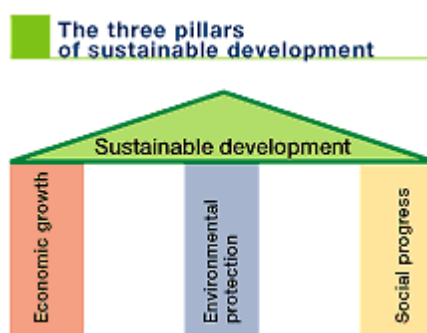 The three pillars
of sustainable development
Sustainable development
Economic growth
Environmental
protection
Social progress